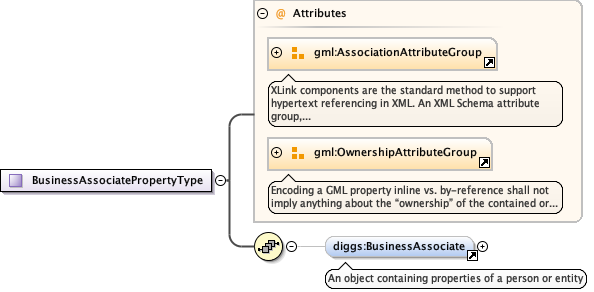 @ Attributes
gml:AssociationAttributeGroup
XLink components are the standard method to support
hypertext referencing in XML. An XML Schema attribute
group,...
gml:OwnershipAttributeGroup
Encoding a GML property inline vs. by-reference shall not
imply anything about the “ownership” of the contained or...
BusinessAssociatePropertyType
diggs:BusinessAssociate
An object containing properties of a person or entity